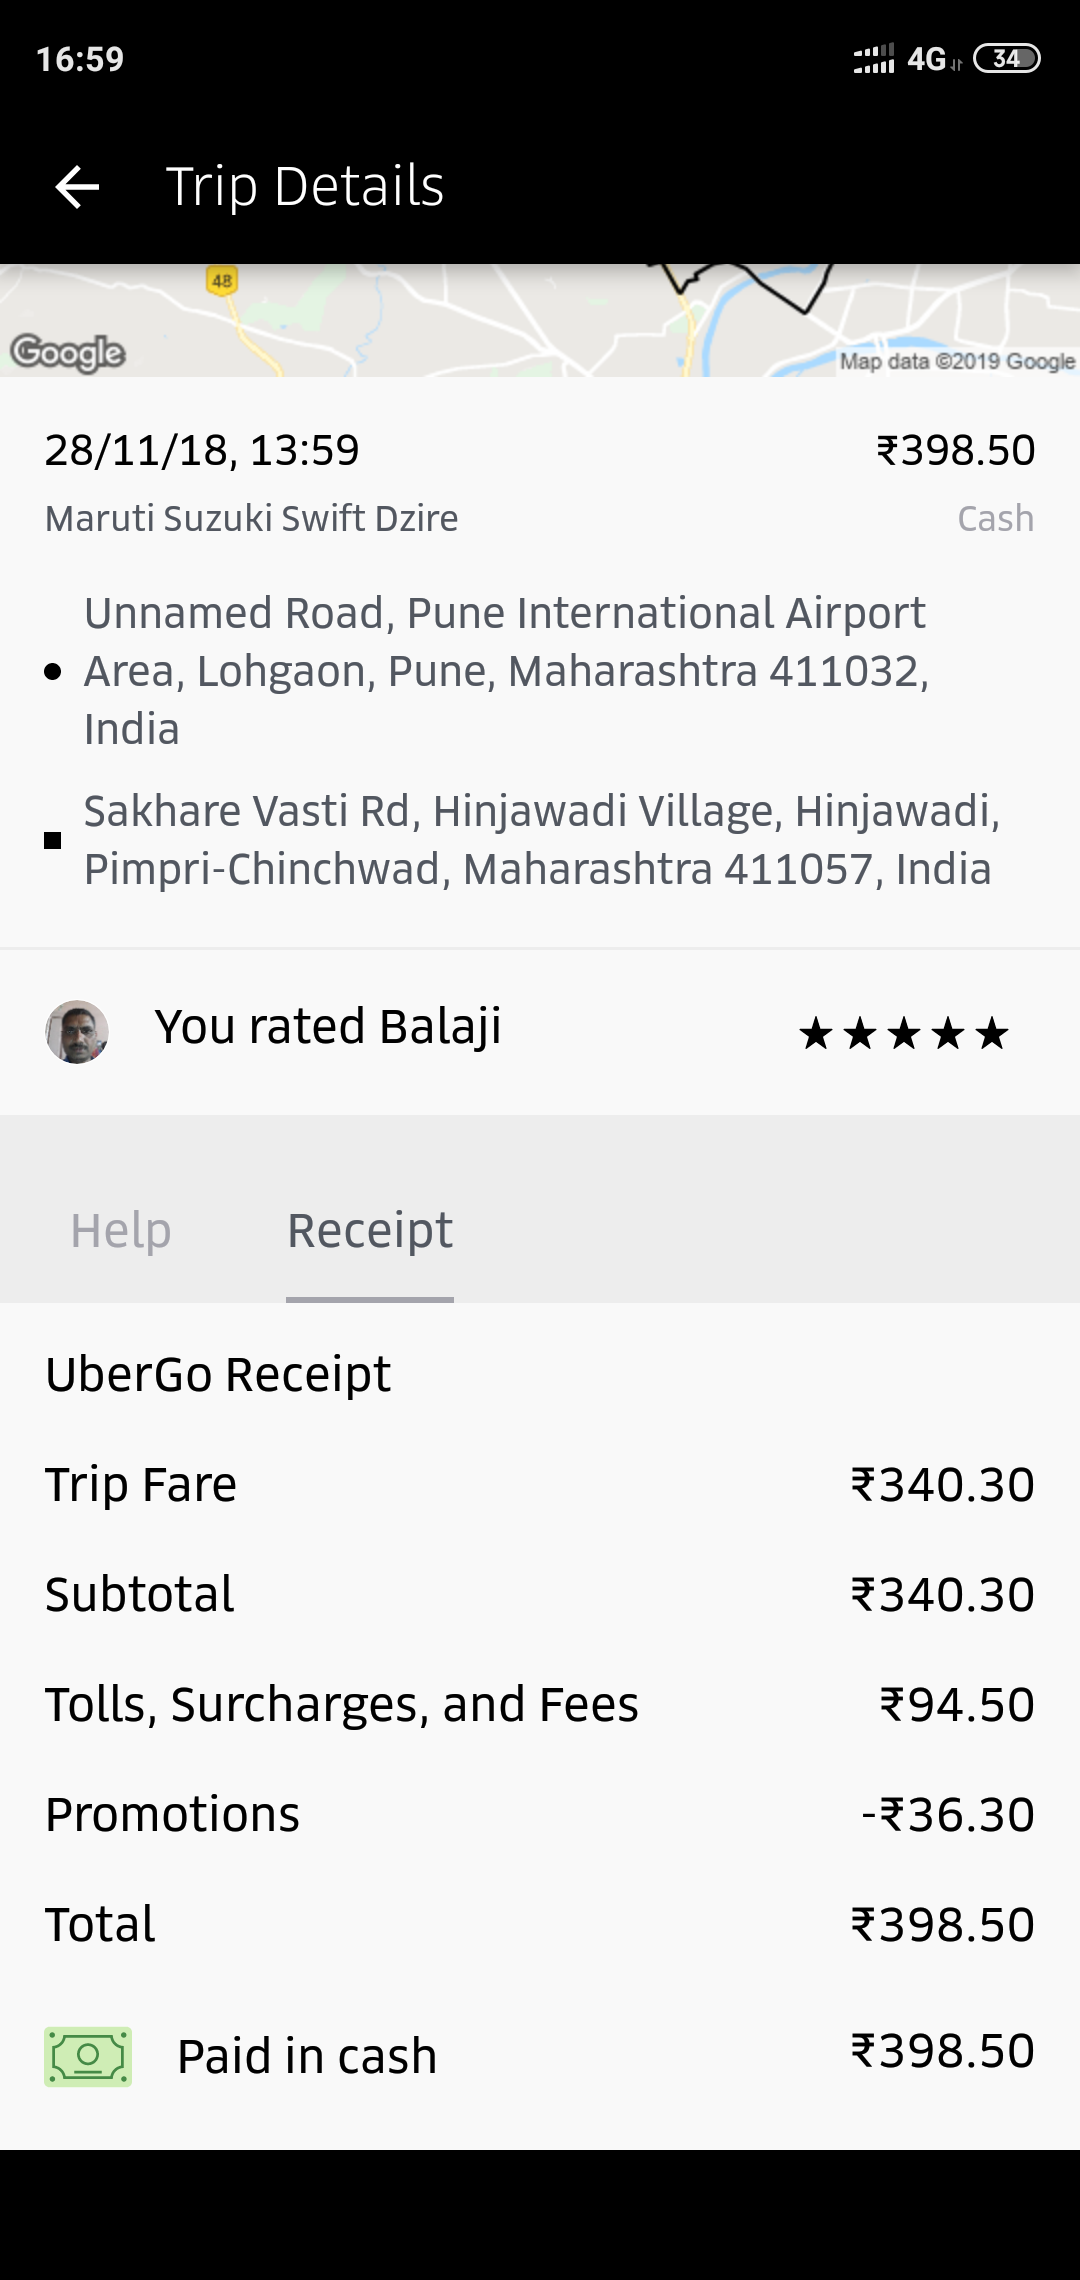 16:59
4G
34
Trip Details
48
Google
Map data ©2019 Google
28/11/18, 13:59 ₹398.50
Maruti Suzuki Swift Dzire Cash
Unnamed Road, Pune International Airport
Area, Lohgaon, Pune, Maharashtra 411032,
India
Sakhare Vasti Rd, Hinjawadi Village, Hinjawadi,
Pimpri-Chinchwad, Maharashtra 411057, India
You rated Balaji
Help Receipt
UberGo Receipt
Trip Fare ₹340.30
Subtotal ₹340.30
Tolls, Surcharges, and Fees ₹94.50
Promotions -₹36.30
Total ₹398.50
Paid in cash ₹398.50